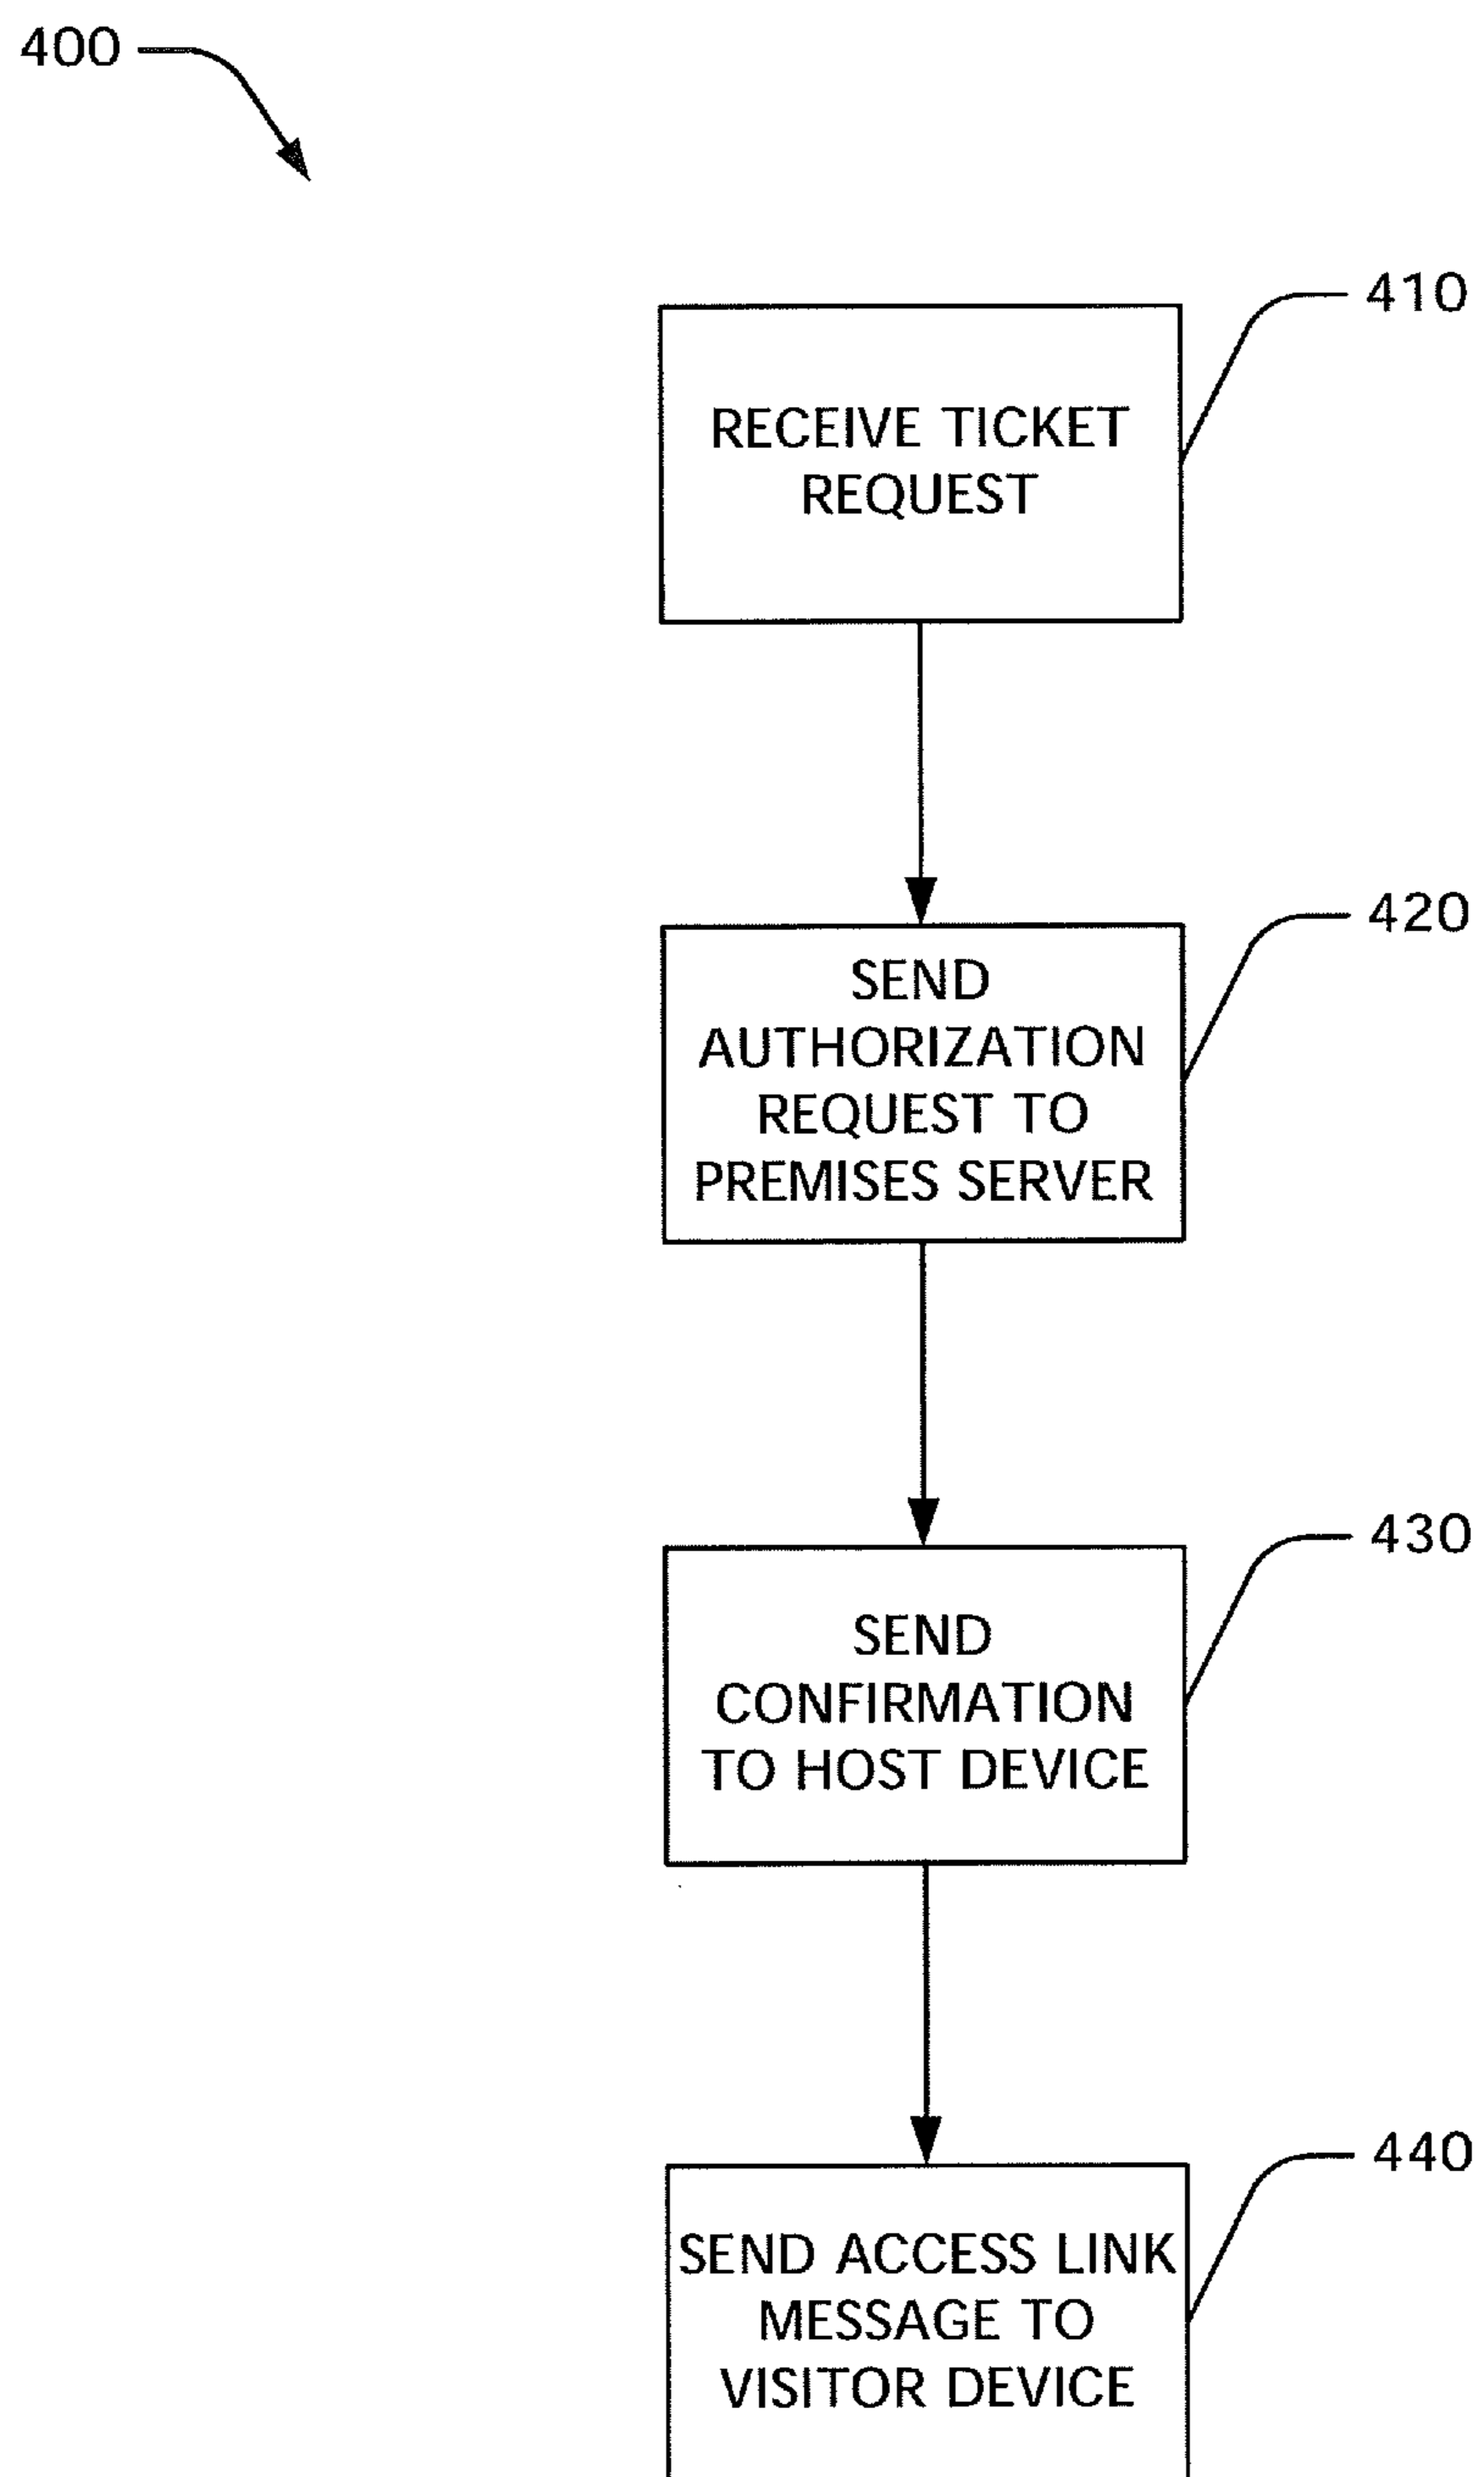 400
410
RECEIVE TICKET
REQUEST
420
SEND
AUTHORIZATION
REQUEST TO
PREMISES SERVER
430
SEND
CONFIRMATION
TO HOST DEVICE
440
SEND ACCESS LINK
MESSAGE TO
VISITOR DEVICE